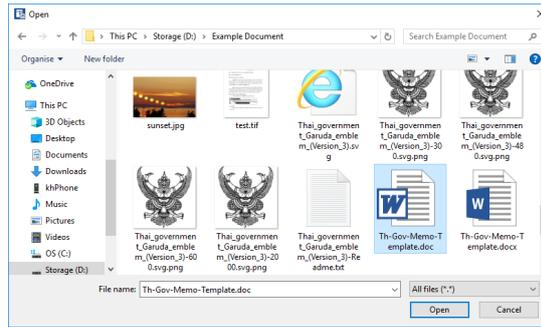 Open
This PC > Storage (D:) > Example Document
Search Example Document
Organise
New folder
OneDrive
This PC
3D Objects
Desktop
Documents
Downloads
khPhone
Music
Pictures
Videos
OS (C:)
Storage (D:)
sunset.jpg
test.tif
Thai_governmen
t_Garuda_emble
m_(Version_3).sv
g
Thai_governmen
t_Garuda_emble
m_(Version_3)-30
0.svg.png
Thai_governmen
t_Garuda_emble
m_(Version_3)-48
0.svg.png
Thai_governmen
t_Garuda_emble
m_(Version_3)-60
0.svg.png
Thai_governmen
t_Garuda_emble
m_(Version_3)-20
00.svg.png
Thai_governmen
t_Garuda_emble
m_(Version_3)-Re
adme.txt
Th-Gov-Memo-T
emplate.doc
Th-Gov-Memo-T
emplate.docx
File name: Th-Gov-Memo-Template.doc
All files (*.*)
Open
Cancel